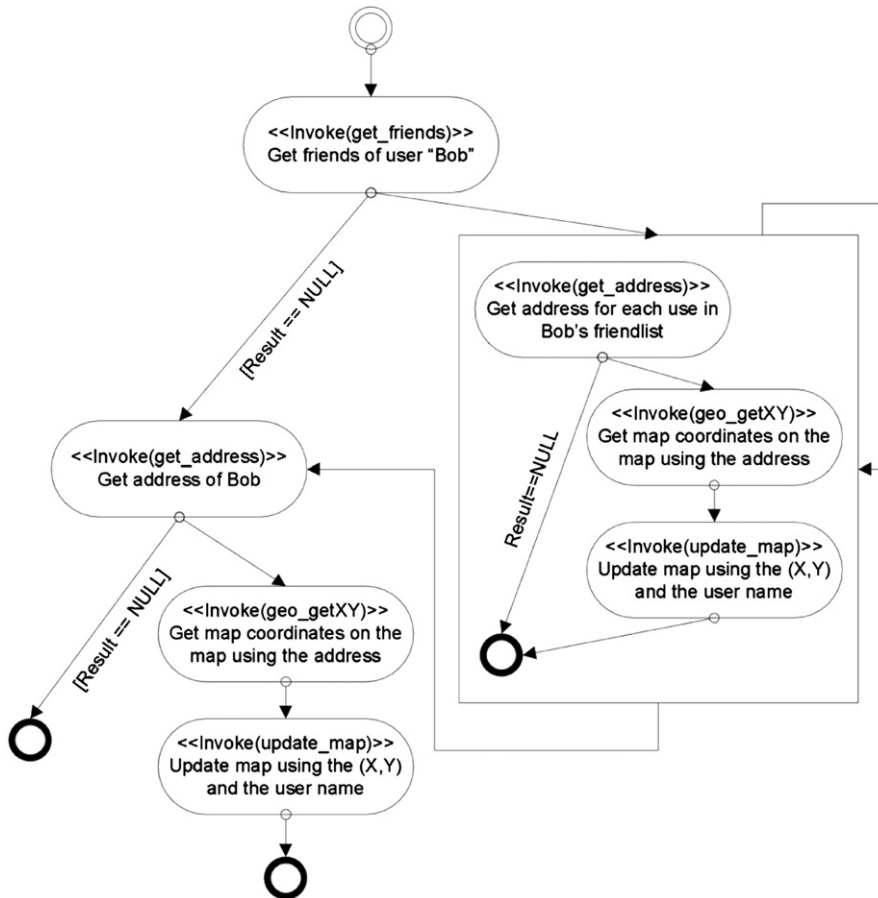 <<Invoke(get_friends)>>
Get friends of user “Bob”
[Result == NULL]
<<Invoke(get_address)>>
Get address for each use in
Bob's friendlist
Result==NULL
<<Invoke(geo_getXY)>>
Get map coordinates on the
map using the address
<<Invoke(update_map)>>
Update map using the (X,Y)
and the user name
<<Invoke(get_address)>>
Get address of Bob
[Result == NULL]
<<Invoke(geo_getXY)>>
Get map coordinates on the
map using the address
<<Invoke(update_map)>>
Update map using the (X,Y)
and the user name